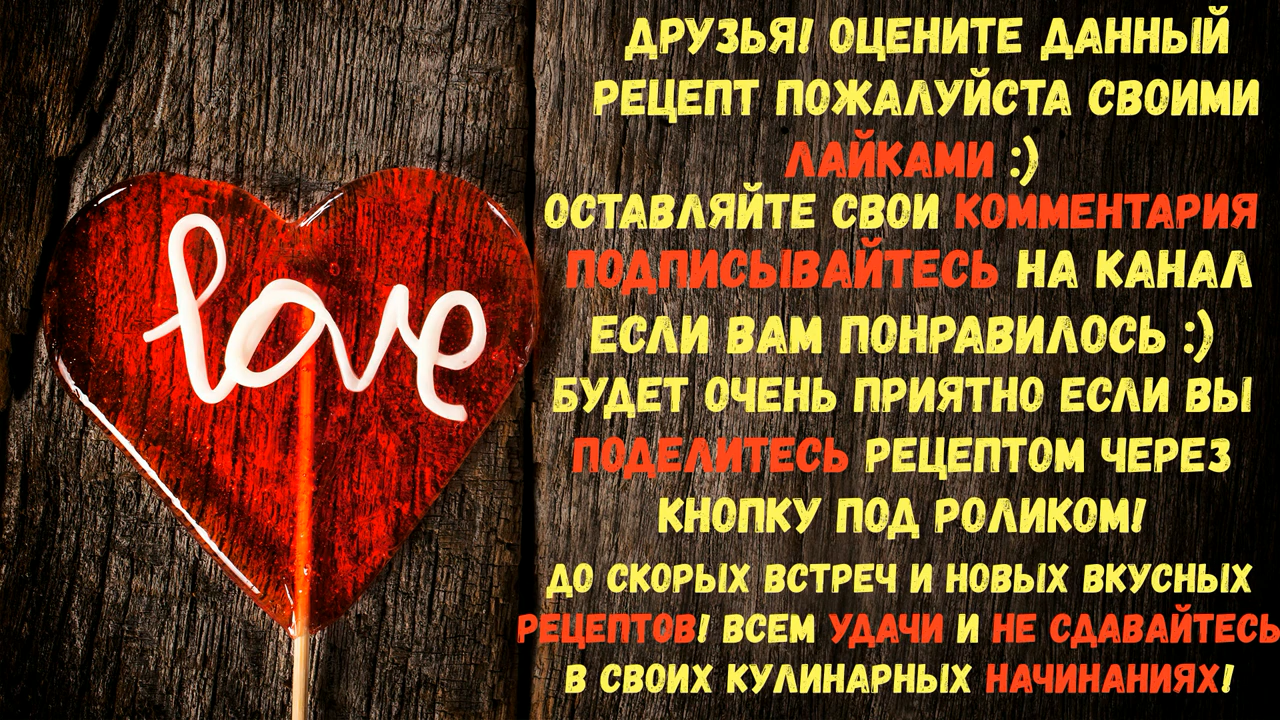 love
ДРУЗЬЯ! ОЦЕНИТЕ ДАННЫЙ
РЕЦЕПТ ПОЖАЛУЙСТА СВОИМИ
ЛАЙКАМИ :)
ОСТАВЛЯЙТЕ СВОИ КОММЕНТАРИЯ
ПОДПИСЫВАЙТЕСЬ НА КАНАЛ
ЕСЛИ ВАМ ПОНРАВИЛОСЬ :)
БУДЕТ ОЧЕНЬ ПРИЯТНО ЕСЛИ ВЫ
ПОДЕЛИТЕСЬ РЕЦЕПТОМ ЧЕРЕЗ
КНОПКУ ПОД РОЛИКОМ!
ДО СКОРЫХ ВСТРЕЧ И НОВЫХ ВКУСНЫХ
РЕЦЕПТОВ! ВСЕМ УДАЧИ И НЕ СДАВАЙТЕСЬ
В СВОИХ КУЛИНАРНЫХ НАЧИНАНИЯХ!